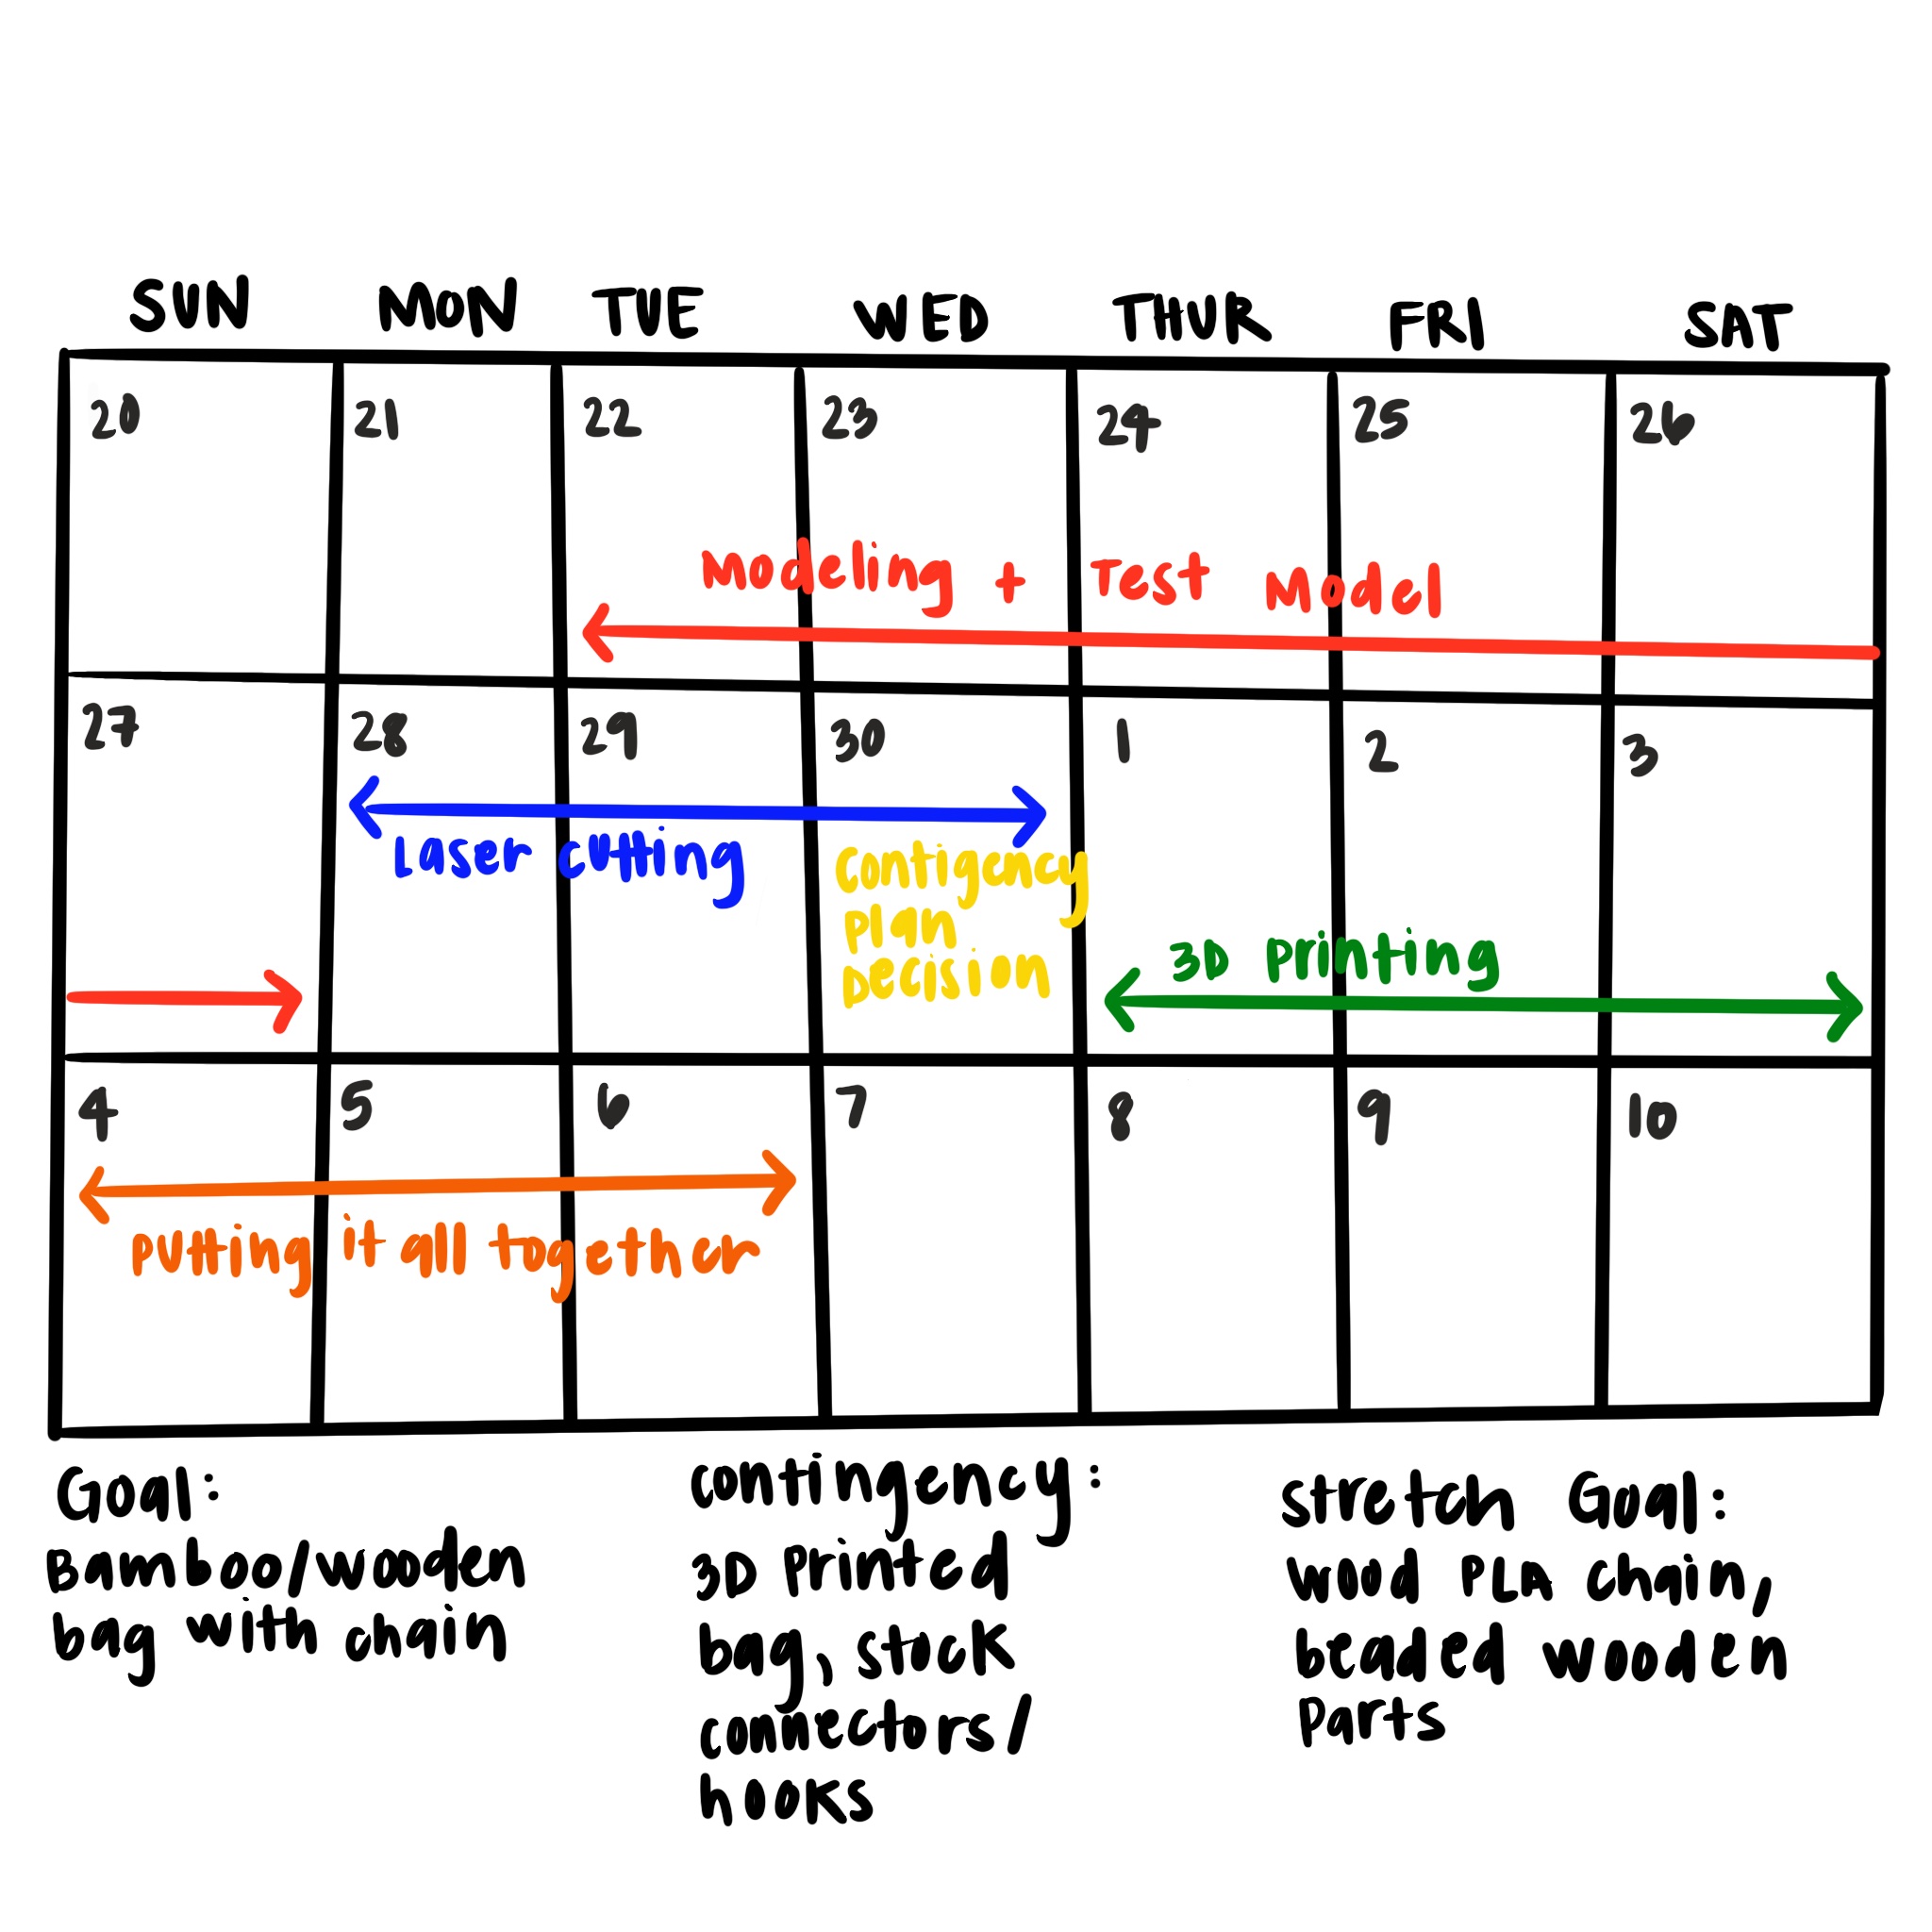 SUN MON TUE WED THUR FRI SAT
20 21 22 23 24 25 26
Modeling + Test Model
27 28 29 30 1 2 3
Laser cutting
Contigency
Plan
Decision
3D Printing
4 5 6 7 8 9 10
Putting it all together
Goal:
Bamboo/wooden
bag with chain
contingency:
3D Printed
bag, stock
connectors/
hooks
stretch Goal:
Wood PLA chain,
beaded wooden
Parts